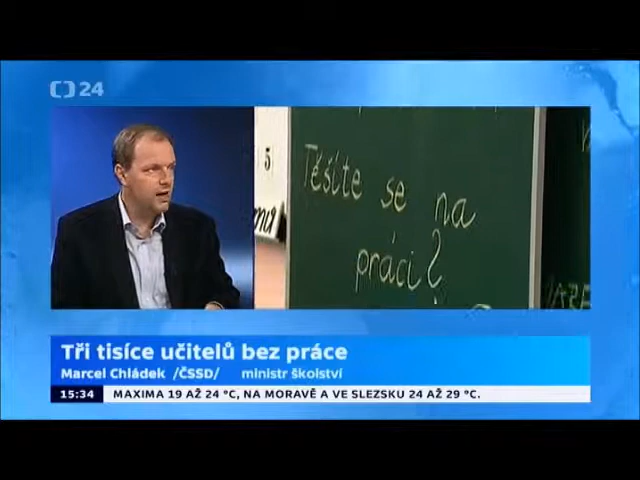 ČT24
5
Těšíte se na
práci?
Tři tisíce učitelů bez práce
Marcel Chládek /ČSSD/ ministr školství
15:34 MAXIMA 19 AŽ 24 °C, NA MORAVĚ A VE SLEZSKU 24 AŽ 29 °C.